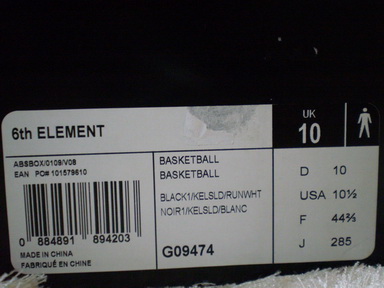 6th ELEMENT
UK
10
ABSBOX/0109/V08
EAN PO# 101579610
0 884891 894203
MADE IN CHINA
FABRIQUÉ EN CHINE
BASKETBALL
BASKETBALL
BLACK1/KELSLD/RUNWHT
NOIR1/KELSLD/BLANC
G09474
D 10
USA 10½
F 44⅔
J 285